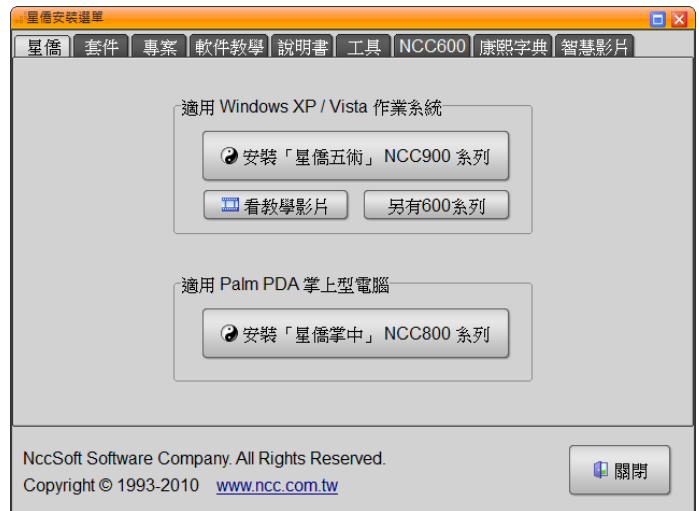 星僑安裝選單
星僑 套件 專案 軟件教學 說明書 工具 NCC600 康熙字典 智慧影片
適用 Windows XP / Vista 作業系統
安裝「星僑五術」NCC900 系列
看教學影片 另有600系列
適用 Palm PDA 掌上型電腦
安裝「星僑掌中」NCC800 系列
NccSoft Software Company. All Rights Reserved.
Copyright © 1993-2010 www.ncc.com.tw
關閉